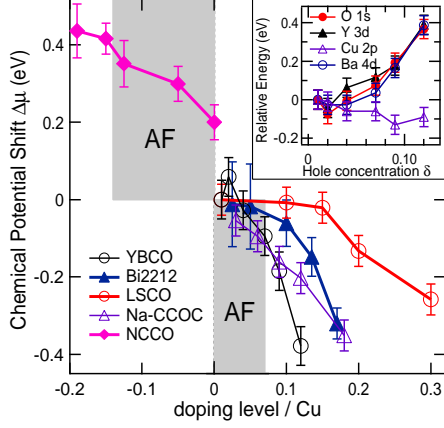 0.4
0.2
0
-0.2
-0.4
Chemical Potential Shift Δμ (eV)
-0.2
-0.1
0
0.1
0.2
0.3
doping level / Cu
AF
AF
YBCO
Bi2212
LSCO
Na-CCOC
NCCO
0.4
0.2
0.0
-0.2
Relative Energy (eV)
0.00
0.10
Hole concentration δ
O 1s
Y 3d
Cu 2p
Ba 4d